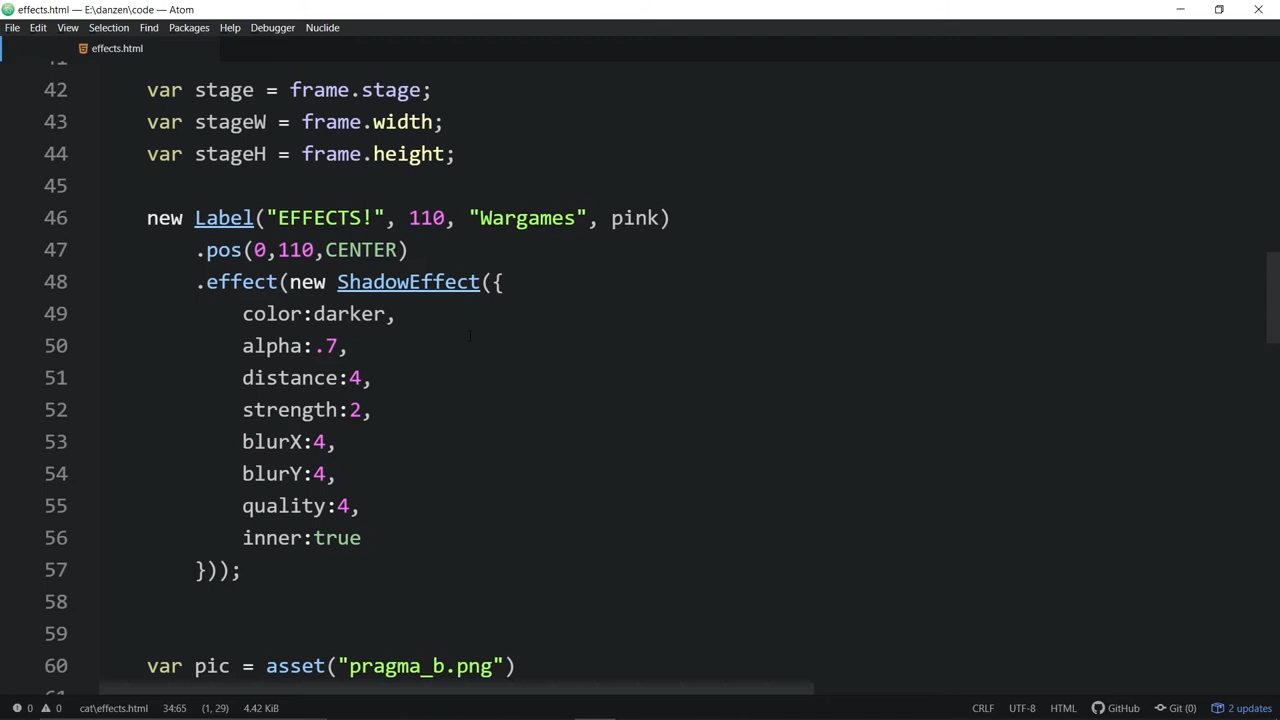 effects.html — E:\danzen\code — Atom
File Edit View Selection Find Packages Help Debugger Nuclide
effects.html
41
42 var stage = frame.stage;
43 var stageW = frame.width;
44 var stageH = frame.height;
45
46 new Label("EFFECTS!", 110, "Wargames", pink)
47 .pos(0,110,CENTER)
48 .effect(new ShadowEffect({
49 color:darker,
50 alpha:.7,
51 distance:4,
52 strength:2,
53 blurX:4,
54 blurY:4,
55 quality:4,
56 inner:true
57 }));
58
59
60 var pic = asset("pragma_b.png")
0 0 cat\effects.html 34:65 (1, 29) 4.42 KiB CRLF UTF-8 HTML GitHub Git (0) 2 updates